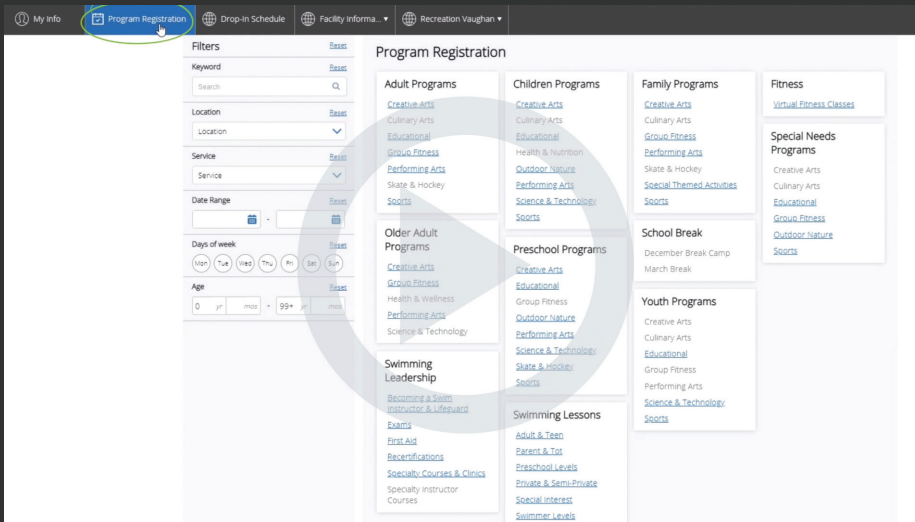 My Info
Program Registration
Drop-In Schedule
Facility Informa... ▾
Recreation Vaughan ▾
Filters
Reset
Keyword
Reset
Search
Location
Reset
Location
Service
Reset
Service
Date Range
Reset
-
Days of week
Reset
Mon Tue Wed Thu Fri Sat Sun
Age
Reset
0 yr mos - 99+ yr mos
Program Registration
Adult Programs
Creative Arts
Culinary Arts
Educational
Group Fitness
Performing Arts
Skate & Hockey
Sports
Older Adult
Programs
Creative Arts
Group Fitness
Health & Wellness
Performing Arts
Science & Technology
Swimming
Leadership
Becoming a Swim
Instructor & Lifeguard
Exams
First Aid
Recertifications
Specialty Courses & Clinics
Specialty Instructor
Courses
Children Programs
Creative Arts
Culinary Arts
Educational
Health & Nutrition
Outdoor Nature
Performing Arts
Science & Technology
Sports
Preschool Programs
Creative Arts
Educational
Group Fitness
Outdoor Nature
Performing Arts
Science & Technology
Skate & Hockey
Sports
Swimming Lessons
Adult & Teen
Parent & Tot
Preschool Levels
Private & Semi-Private
Special Interest
Swimmer Levels
Family Programs
Creative Arts
Culinary Arts
Group Fitness
Performing Arts
Skate & Hockey
Special Themed Activities
Sports
School Break
December Break Camp
March Break
Youth Programs
Creative Arts
Culinary Arts
Educational
Group Fitness
Performing Arts
Science & Technology
Sports
Fitness
Virtual Fitness Classes
Special Needs
Programs
Creative Arts
Culinary Arts
Educational
Group Fitness
Outdoor Nature
Sports